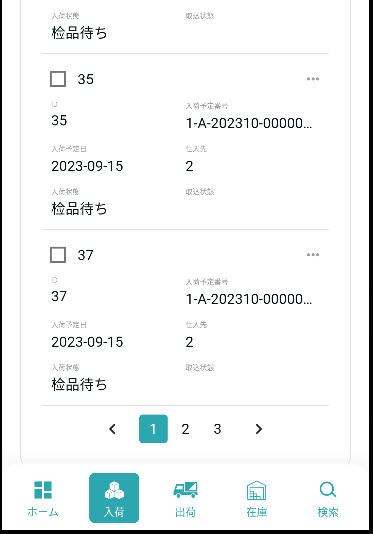 入荷状態 取込状態
検品待ち
35
ID 入荷予定番号
35 1-A-202310-00000...
入荷予定日 仕入先
2023-09-15 2
入荷状態 取込状態
検品待ち
37
ID 入荷予定番号
37 1-A-202310-00000...
入荷予定日 仕入先
2023-09-15 2
入荷状態 取込状態
検品待ち
1 2 3
ホーム 入荷 出荷 在庫 検索